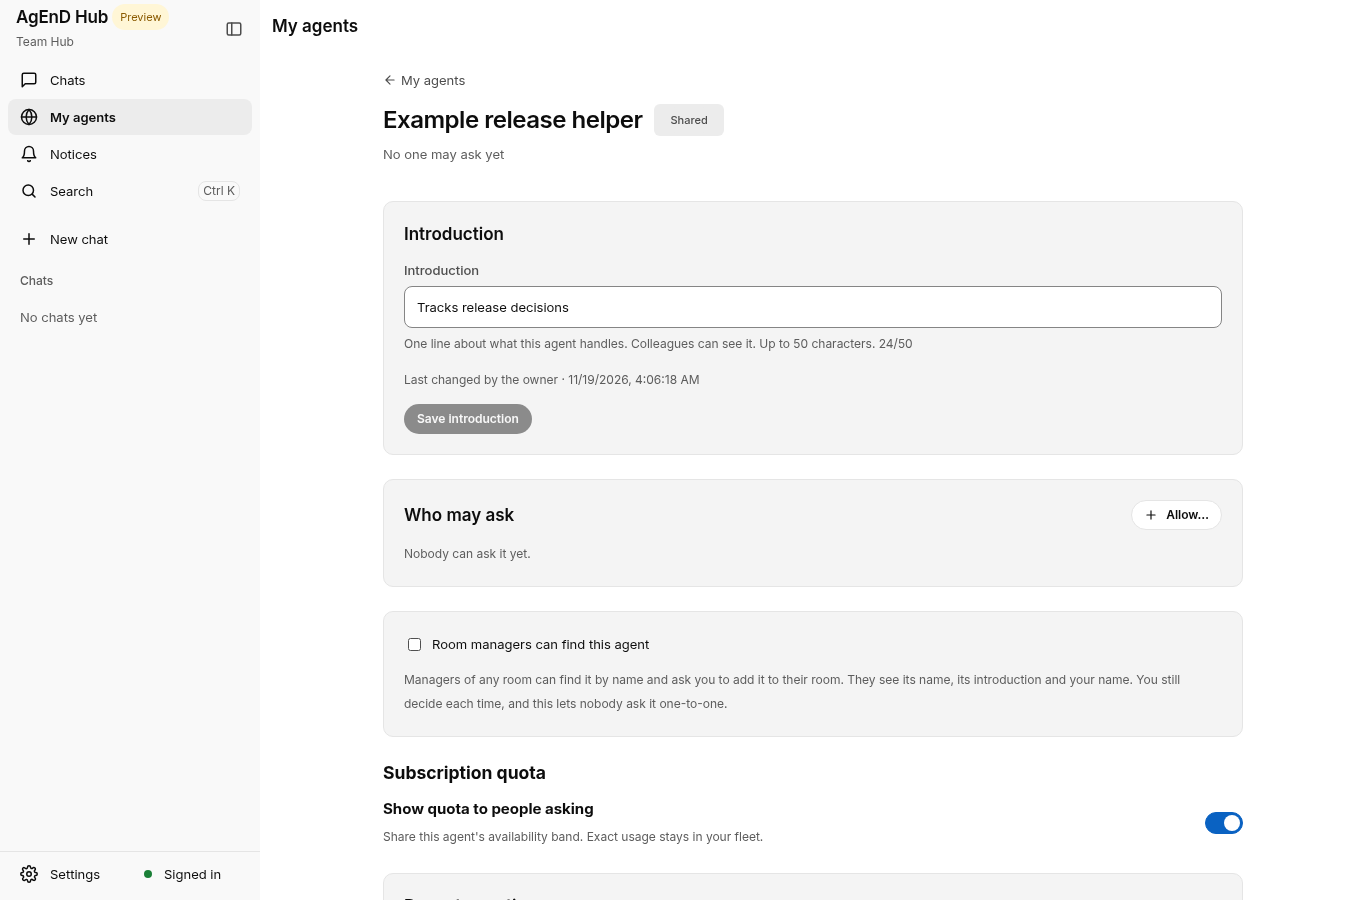 AgEnD Hub Preview
Team Hub
Chats
My agents
Notices
Search Ctrl K
New chat
Chats
No chats yet
Settings
Signed in
My agents
My agents
Example release helper Shared
No one may ask yet
Introduction
Introduction
Tracks release decisions
One line about what this agent handles. Colleagues can see it. Up to 50 characters. 24/50
Last changed by the owner · 11/19/2026, 4:06:18 AM
Save introduction
Who may ask
Allow...
Nobody can ask it yet.
Room managers can find this agent
Managers of any room can find it by name and ask you to add it to their room. They see its name, its introduction and your name. You still
decide each time, and this lets nobody ask it one-to-one.
Subscription quota
Show quota to people asking
Share this agent's availability band. Exact usage stays in your fleet.